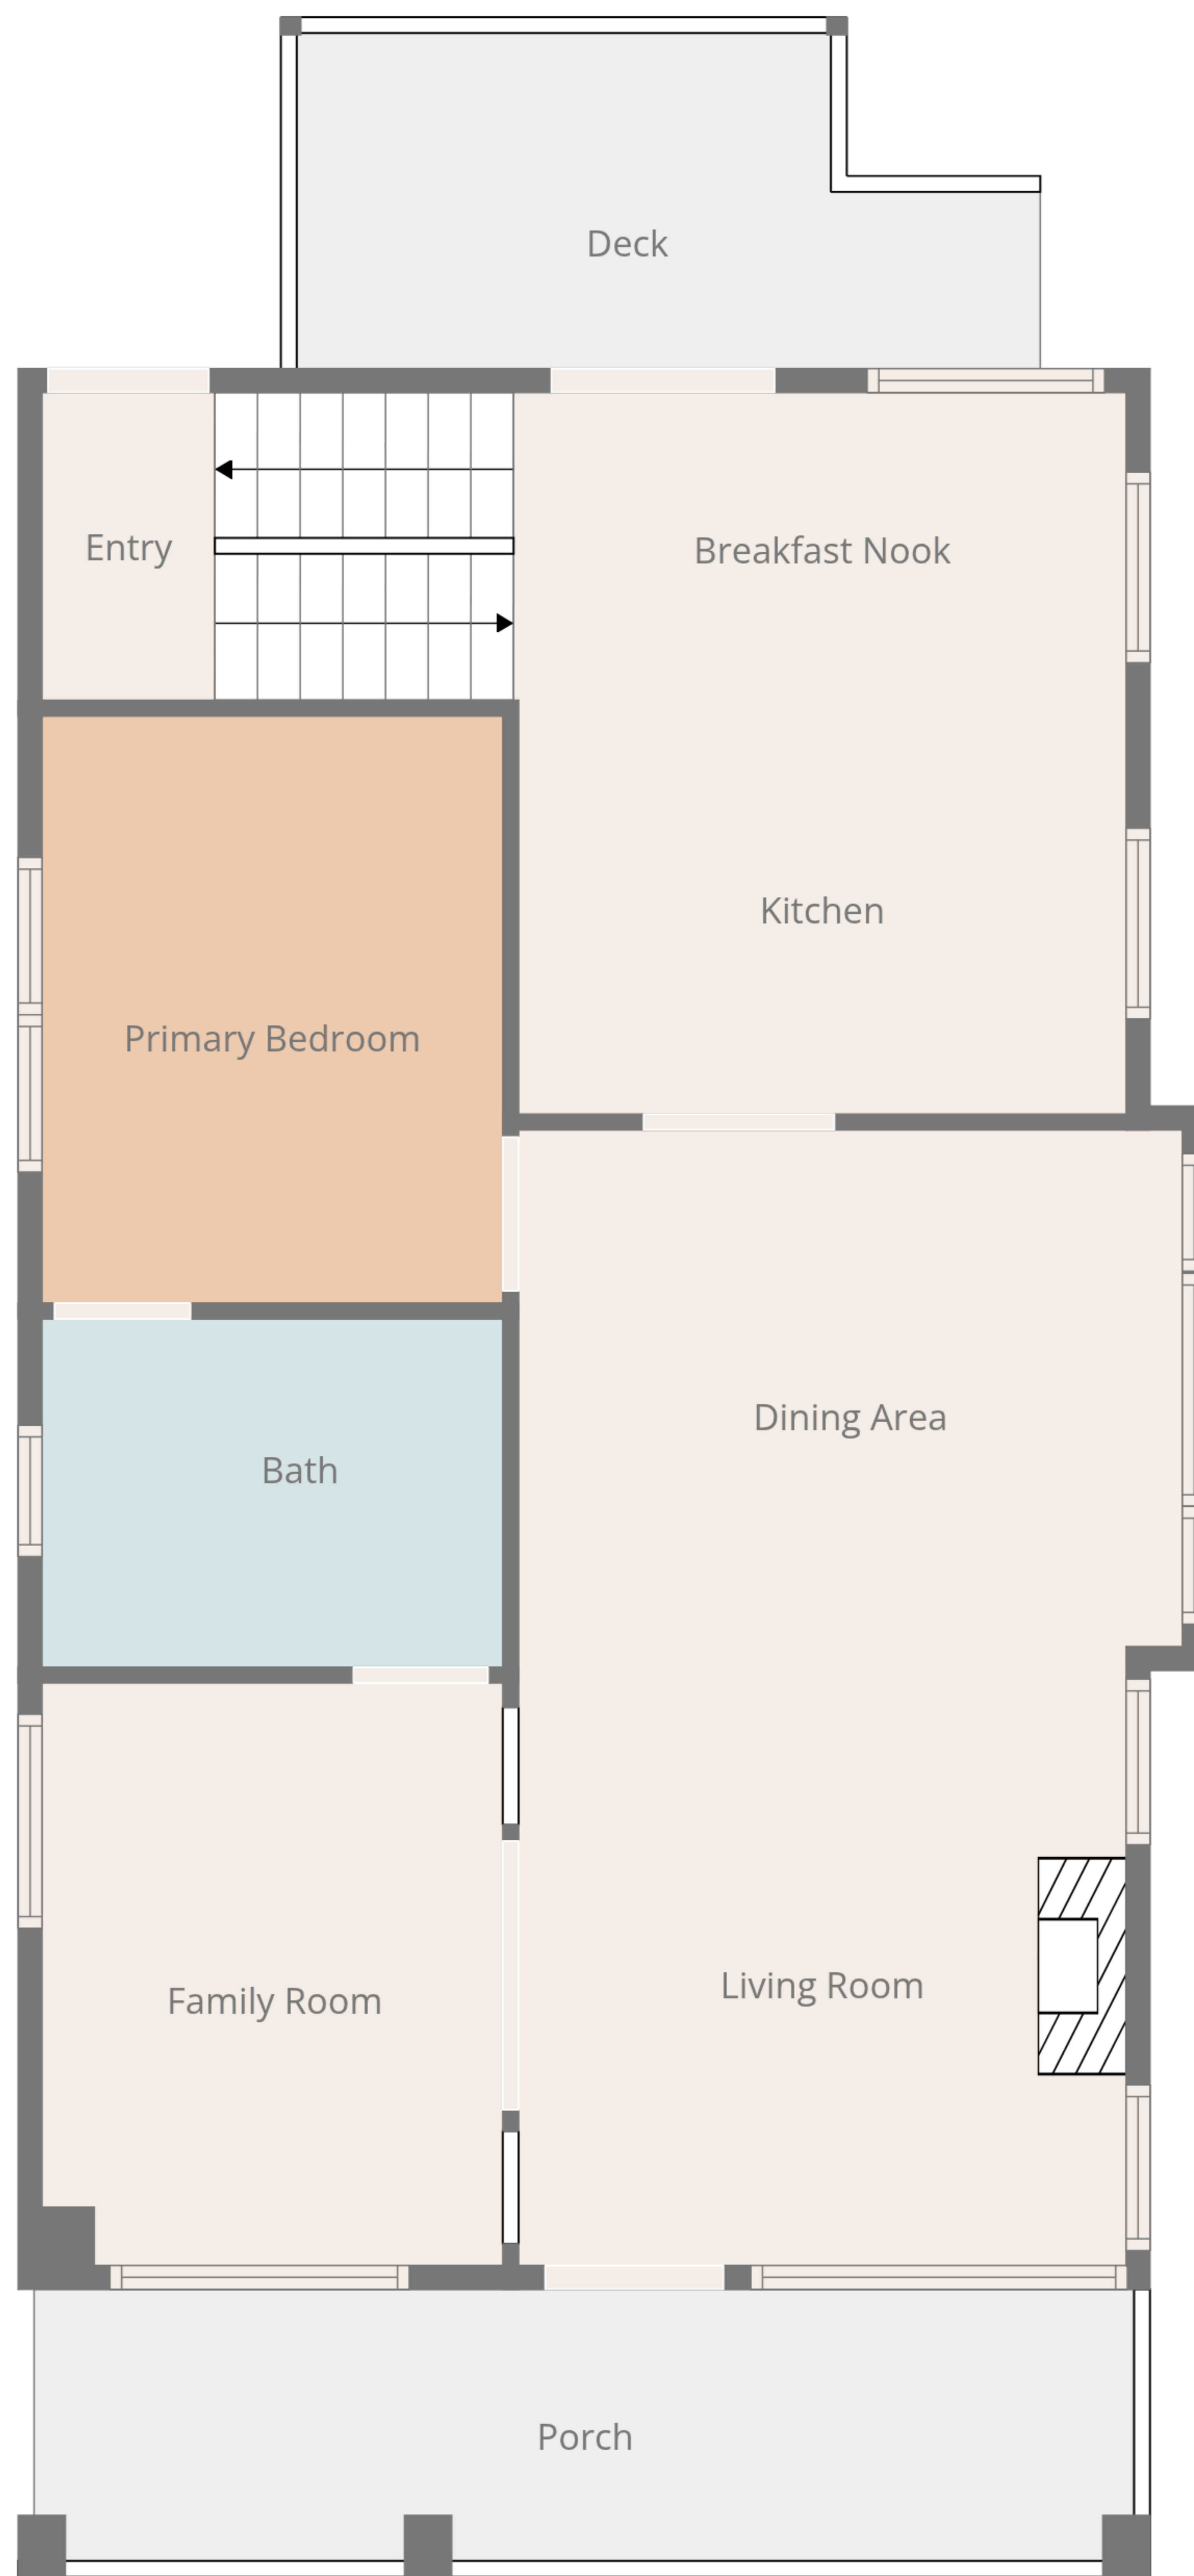 Deck
Entry
Breakfast Nook
Kitchen
Primary Bedroom
Dining Area
Bath
Living Room
Family Room
Porch